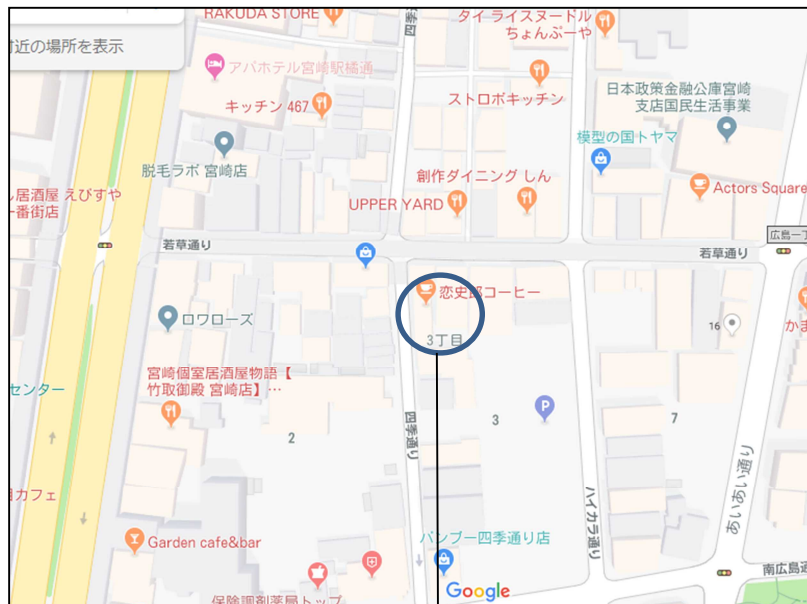 RAKUDA STORE
四季通
タイ ライスヌードル
ちょんぷーや
付近の場所を表示
アパホテル宮崎駅橘通
キッチン 467
ストロボキッチン
日本政策金融公庫宮崎
支店国民生活事業
模型の国トヤマ
脱毛ラボ 宮崎店
創作ダイニング しん
UPPER YARD
Actors Square
し居酒屋 えびすや
一番街店
若草通り
広島一丁
若草通り
恋史郎コーヒー
ロワローズ
3丁目
16
かま
宮崎個室居酒屋物語【
竹取御殿 宮崎店】…
センター
四季通り
2
3
P
7
ハイカラ通り
あいあい通り
カフェ
Garden cafe&bar
バンブー四季通り店
南広島通
保険調剤薬局トップ
Google